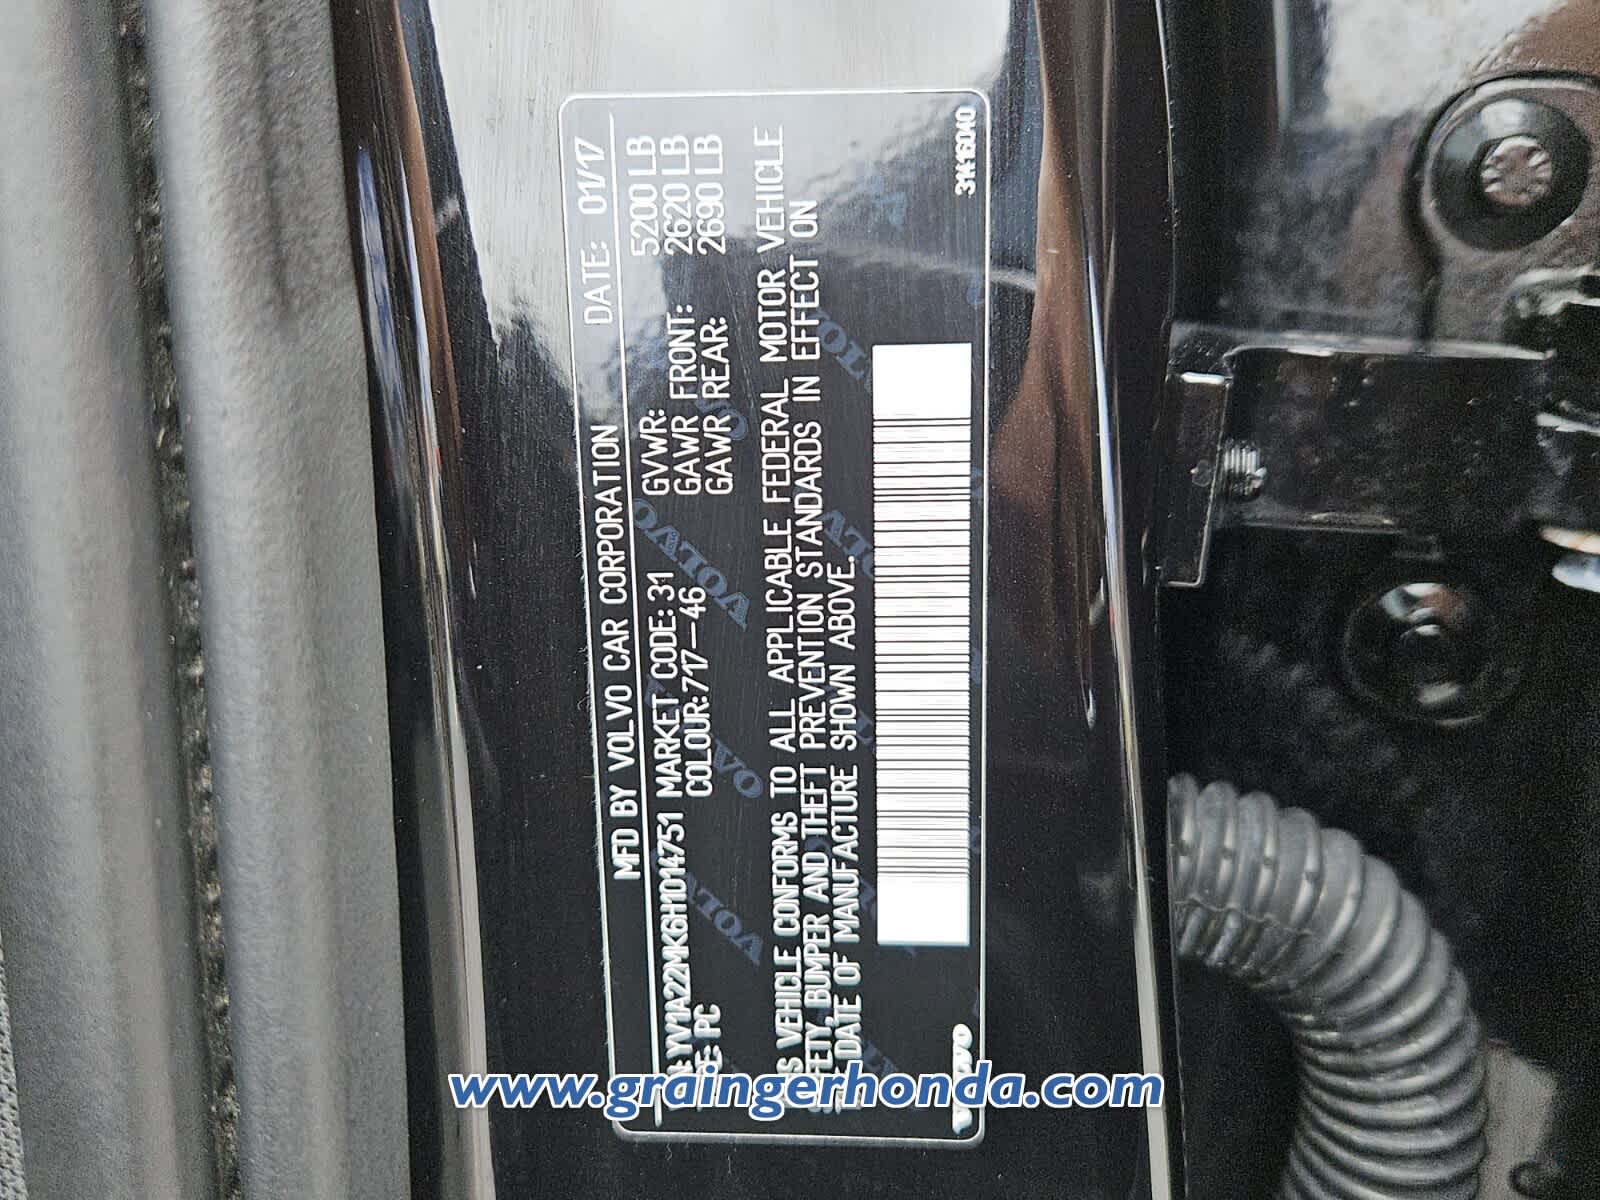 MFD BY VOLVO CAR CORPORATION DATE: 01/17
YV1A22MK6H1014751 MARKET CODE: 31 GVWR: 5200 LB
PC COLOUR: 717-46 GAWR FRONT: 2620 LB
GAWR REAR: 2690 LB
VEHICLE CONFORMS TO ALL APPLICABLE FEDERAL MOTOR VEHICLE
BUMPER AND THEFT PREVENTION STANDARDS IN EFFECT ON
DATE OF MANUFACTURE SHOWN ABOVE.
VOLVO 31416040
www.graingerhonda.com